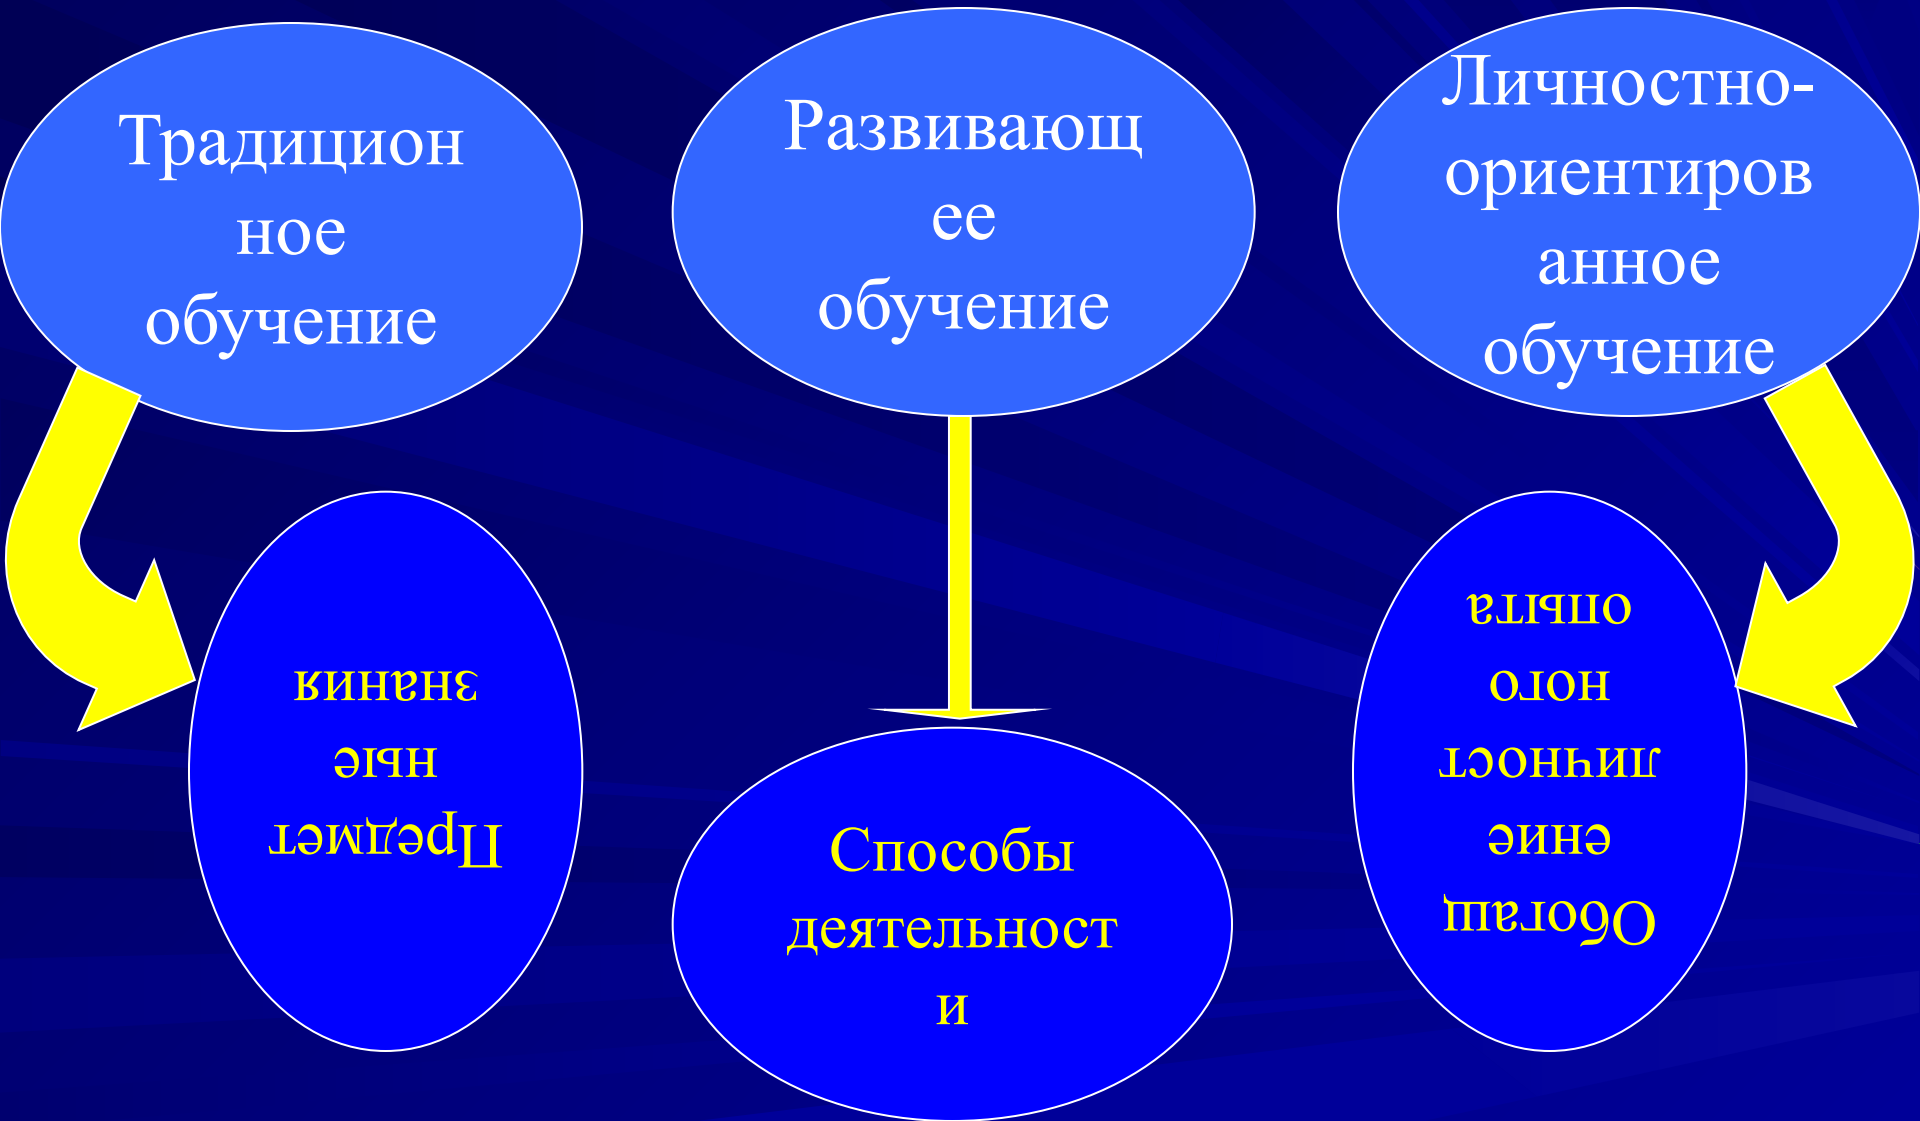 Традицион
ное
обучение
Развивающ
ее
обучение
Личностно-
ориентиров
анное
обучение
Предмет
ные
знания
Способы
деятельност
и
Обогащ
ение
личност
ного
опыта